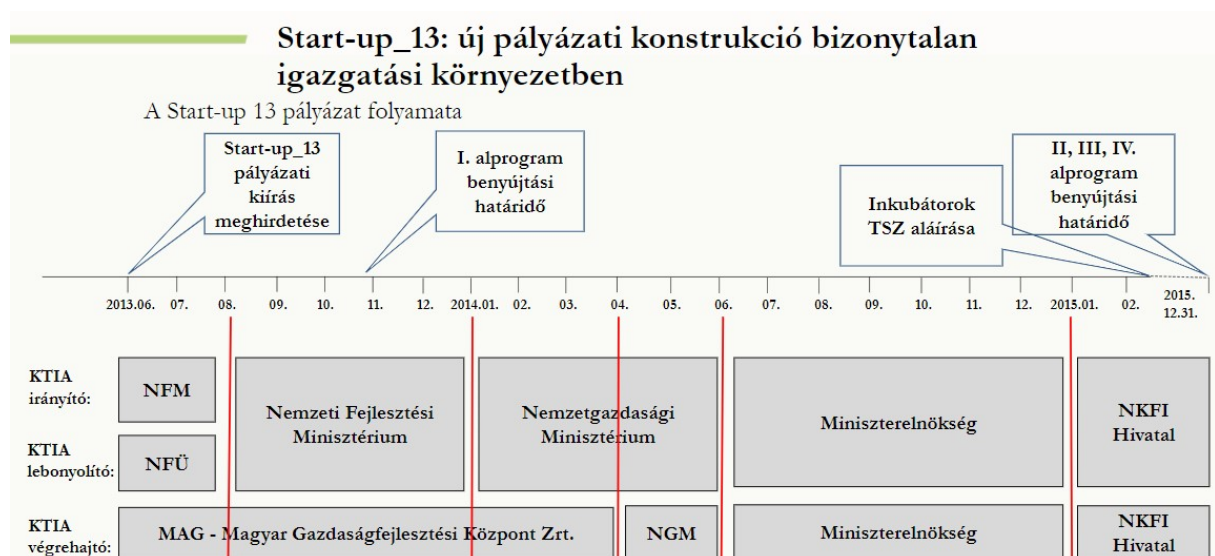 Start-up_13: új pályázati konstrukció bizonytalan
igazgatási környezetben
A Start-up 13 pályázat folyamata
Start-up_13
pályázati
kiírás
meghirdetése
I. alprogram
benyújtási
határidő
Inkubátorok
TSZ aláírása
II, III, IV.
alprogram
benyújtási
határidő
2013.06. 07. 08. 09. 10. 11. 12. 2014.01. 02. 03. 04. 05. 06. 07. 08. 09. 10. 11. 12. 2015.01. 02. 2015.
12.31.
KTIA
irányító:
NFM
KTIA
lebonyolító:
NFÜ
Nemzeti Fejlesztési
Minisztérium
Nemzetgazdasági
Minisztérium
Miniszterelnökség
NKFI
Hivatal
KTIA
végrehajtó:
MAG - Magyar Gazdaságfejlesztési Központ Zrt.
NGM
Miniszterelnökség
NKFI
Hivatal